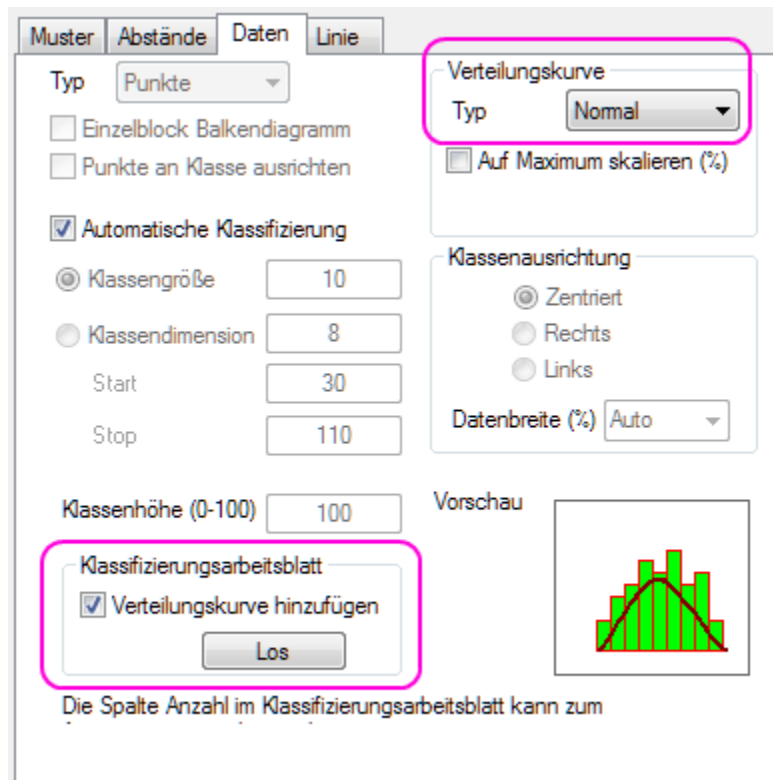 Muster Abstände Daten Linie
Typ Punkte
Einzelblock Balkendiagramm
Punkte an Klasse ausrichten
Automatische Klassifizierung
Klassengröße 10
Klassendimension 8
Start 30
Stop 110
Klassenhöhe (0-100) 100
Klassifizierungsarbeitsblatt
Verteilungskurve hinzufügen
Los
Die Spalte Anzahl im Klassifizierungsarbeitsblatt kann zum
Verteilungskurve
Typ Normal
Auf Maximum skalieren (%)
Klassenausrichtung
Zentriert
Rechts
Links
Datenbreite (%) Auto
Vorschau